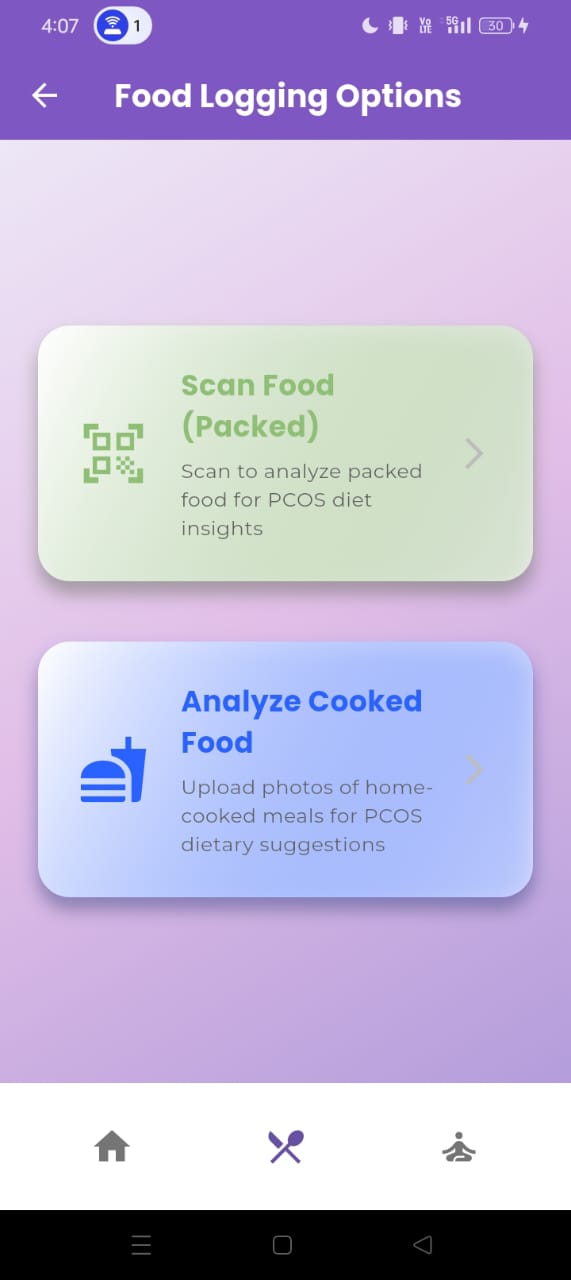 4:07 1 Vo LTE 5G 30
Food Logging Options
Scan Food
(Packed)
Scan to analyze packed
food for PCOS diet
insights
Analyze Cooked
Food
Upload photos of home-
cooked meals for PCOS
dietary suggestions